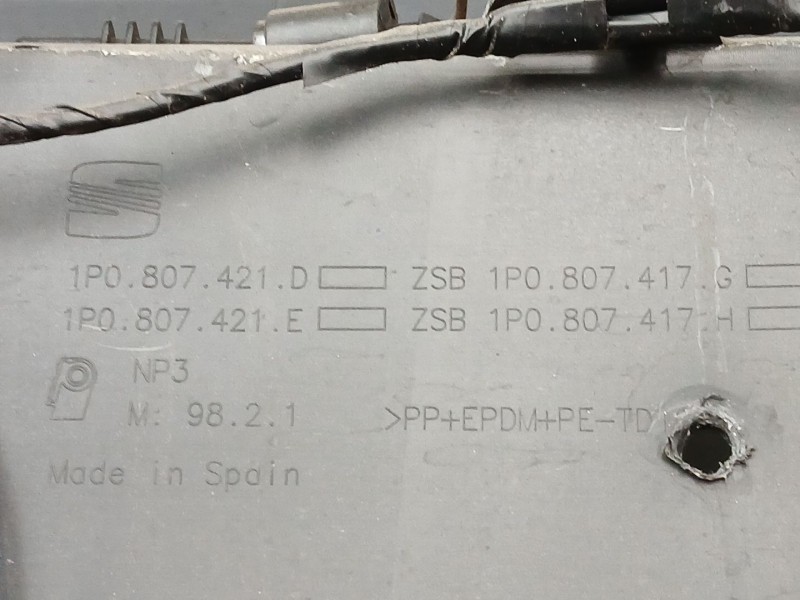 1P0.807.421.D ZSB 1P0.807.417.G
1P0.807.421.E ZSB 1P0.807.417.H
NP3
M: 98.2.1 >PP+EPDM+PE-TD
Made in Spain